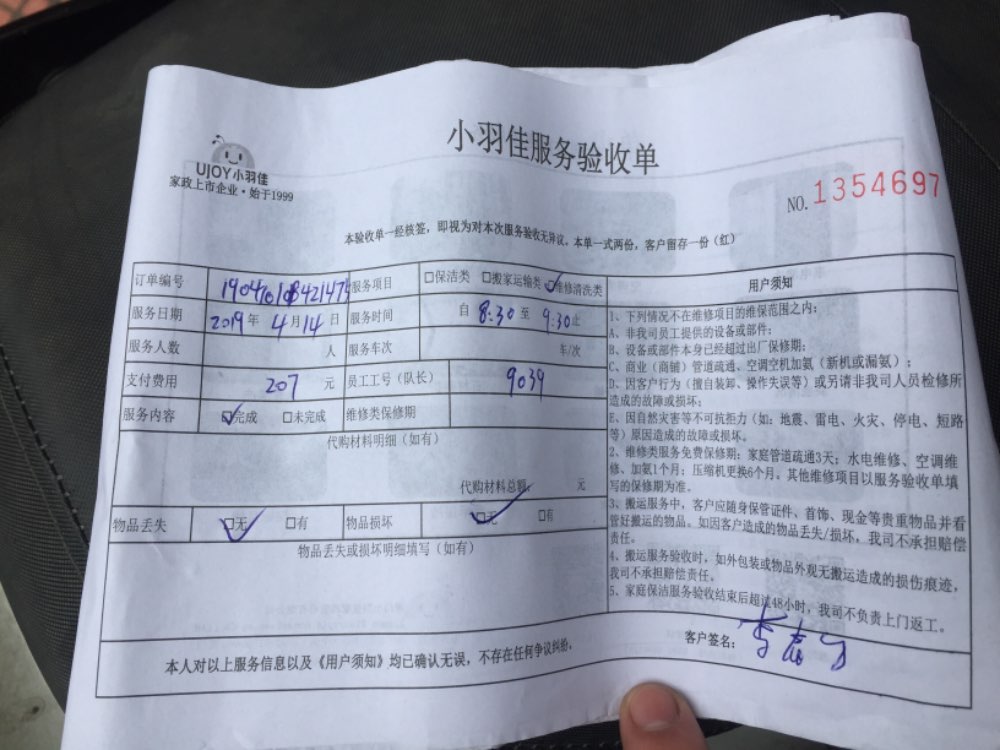 小羽佳服务验收单
UJOY小羽佳
家政上市企业·始于1999
NO. 1354697
本验收单一经核签，即视为对本次服务验收无异议。本单一式两份，客户留存一份（红）
订单编号 服务项目 □保洁类 □搬家运输类 ☑维修清洗类
服务日期 2019年4月14日 服务时间 自8:30至9:30止
服务人数 人 服务车次 车/次
支付费用 207 元 员工工号（队长） 9039
服务内容 ☑完成 □未完成 维修类保修期
代购材料明细（如有）
代购材料总额： 元
物品丢失 ☑无 □有 物品损坏 ☑无 □有
物品丢失或损坏明细填写（如有）
用户须知
1、下列情况不在维修项目的维保范围之内：
A、非我司员工提供的设备或部件；
B、设备或部件本身已经超过出厂保修期；
C、商业（商铺）管道疏通、空调空机加氨（新机或漏氨）；
D、因客户行为（擅自装卸、操作失误等）或另请非我司人员检修所
造成的故障或损坏；
E、因自然灾害等不可抗拒力（如：地震、雷电、火灾、停电、短路
等）原因造成的故障或损坏。
2、维修类服务免费保修期：家庭管道疏通3天；水电维修、空调维
修、加氨1个月；压缩机更换6个月。其他维修项目以服务验收单填
写的保修期为准。
3、搬运服务中，客户应随身保管证件、首饰、现金等贵重物品并看
管好搬运的物品。如因客户造成的物品丢失/损坏，我司不承担赔偿
责任。
4、搬运服务验收时，如外包装或物品外观无搬运造成的损伤痕迹，
我司不承担赔偿责任。
5、家庭保洁服务验收结束后超过48小时，我司不负责上门返工。
本人对以上服务信息以及《用户须知》均已确认无误，不存在任何争议纠纷。 客户签名：